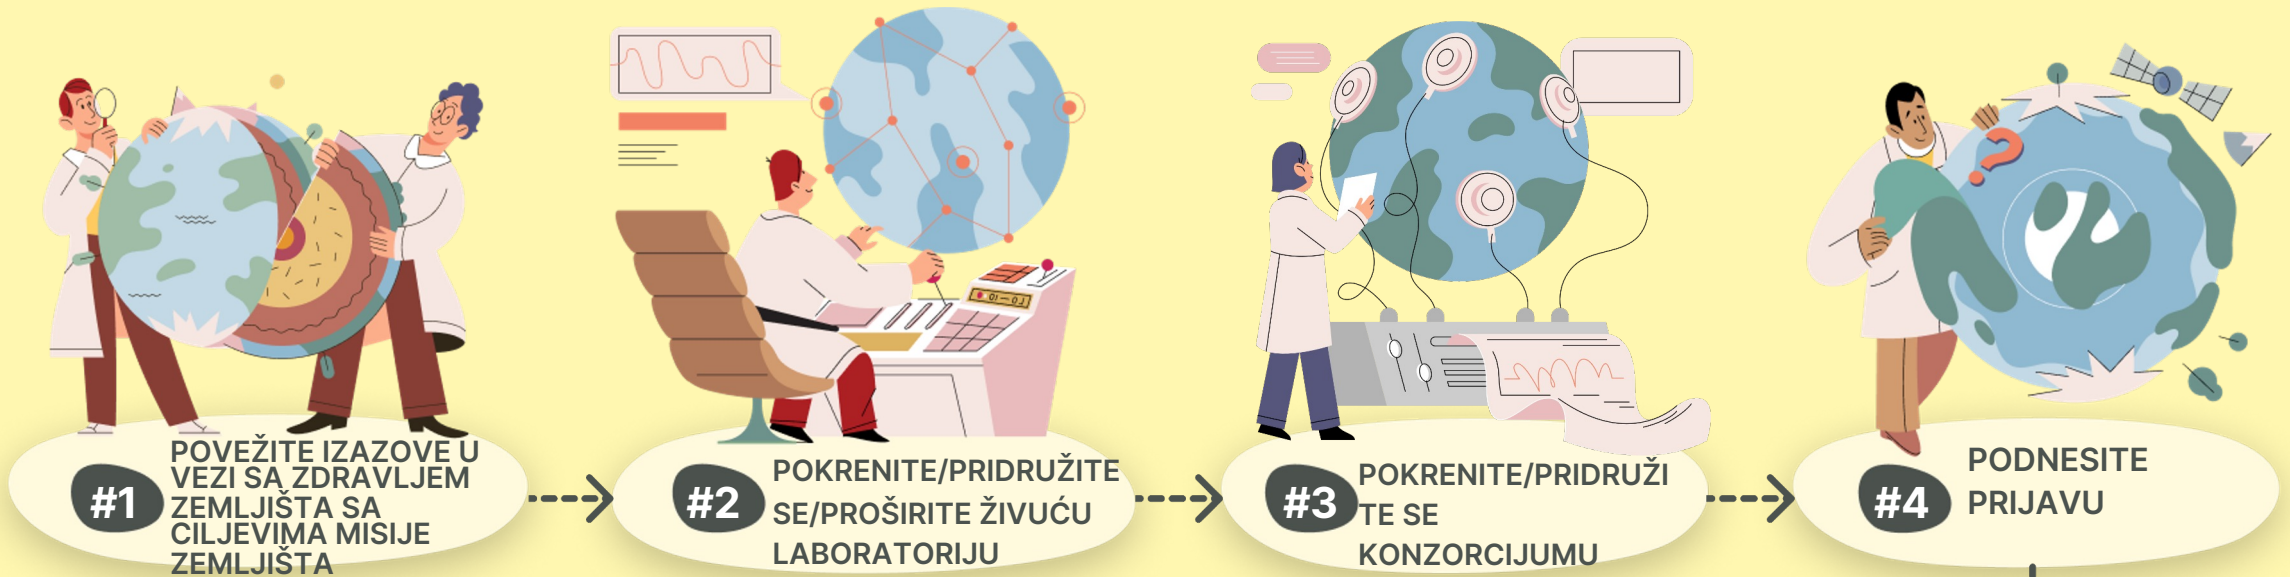 #1
POVEŽITE IZAZOVE U
VEZI SA ZDRAVLJEM
ZEMLJIŠTA SA
CILJEVIMA MISIJE
ZEMLJIŠTA
#2
POKRENITE/PRIDRUŽITE
SE/PROŠIRITE ŽIVUĆU
LABORATORIJU
#3
POKRENITE/PRIDRUŽI
TE SE
KONZORCIJUMU
#4
PODNESITE
PRIJAVU
?